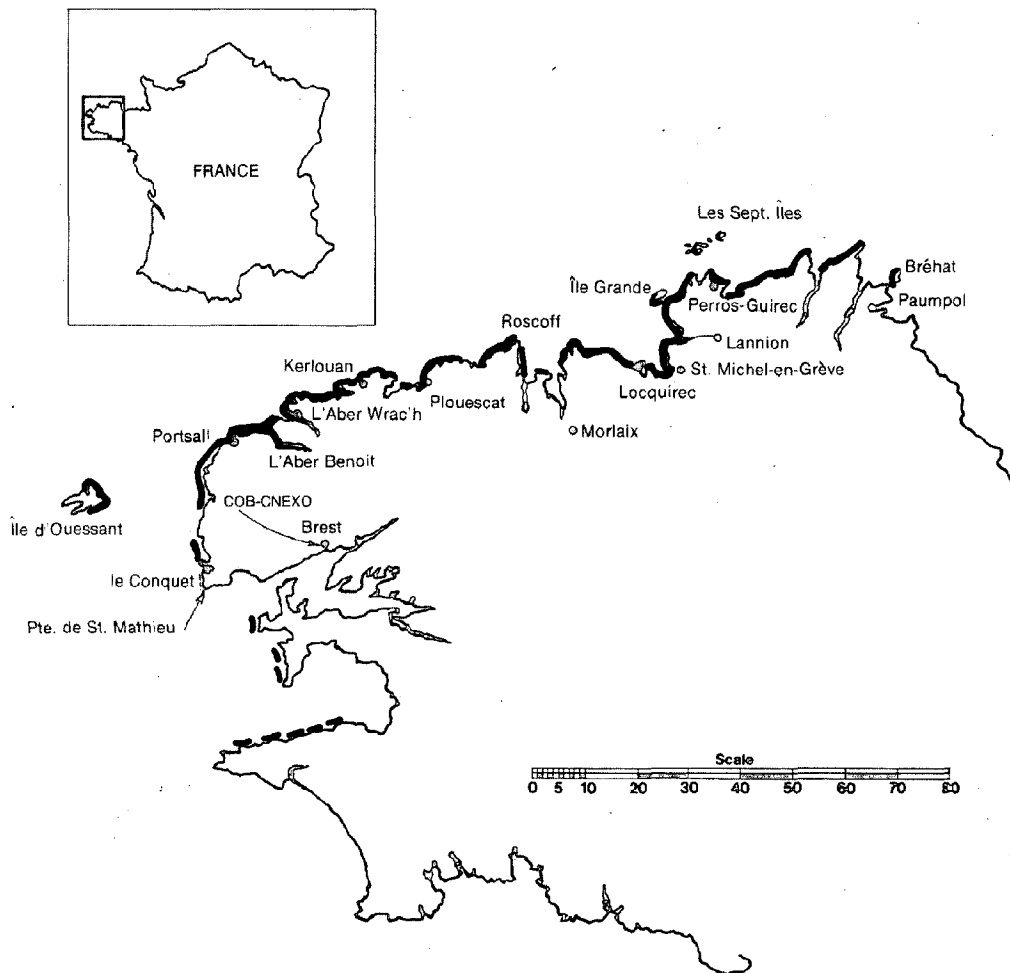 FRANCE
Les Sept. Îles
Île Grande
Bréhat
Perros-Guirec
Paumpol
Roscoff
Lannion
Kerlouan
St. Michel-en-Grève
Plouescat
Locquirec
L'Aber Wrac'h
Portsall
Morlaix
L'Aber Benoit
COB-CNEXO
Île d'Ouessant
Brest
le Conquet
Pte. de St. Mathieu
Scale
0 5 10 20 30 40 50 60 70 80